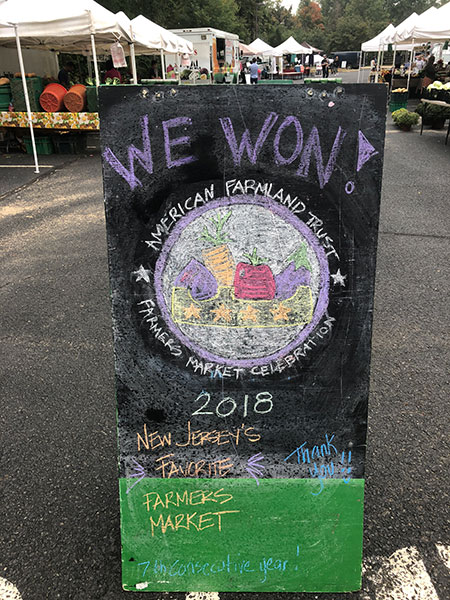 WE WON!
AMERICAN FARMLAND TRUST
FARMERS MARKET CELEBRATION
2018
NEW JERSEY'S
FAVORITE
Thank
you!!
FARMERS
MARKET
7th consecutive year!